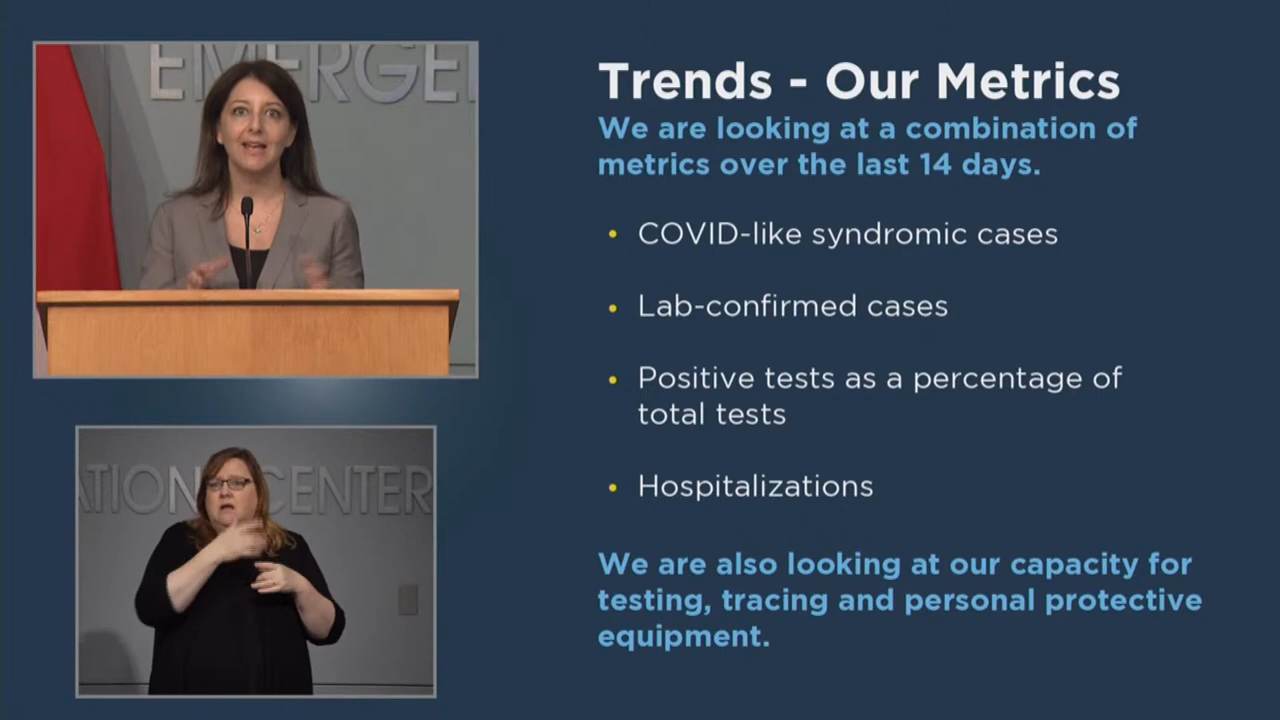 EMERGE
ATION CENTER
Trends - Our Metrics
We are looking at a combination of
metrics over the last 14 days.
• COVID-like syndromic cases
• Lab-confirmed cases
• Positive tests as a percentage of
total tests
• Hospitalizations
We are also looking at our capacity for
testing, tracing and personal protective
equipment.